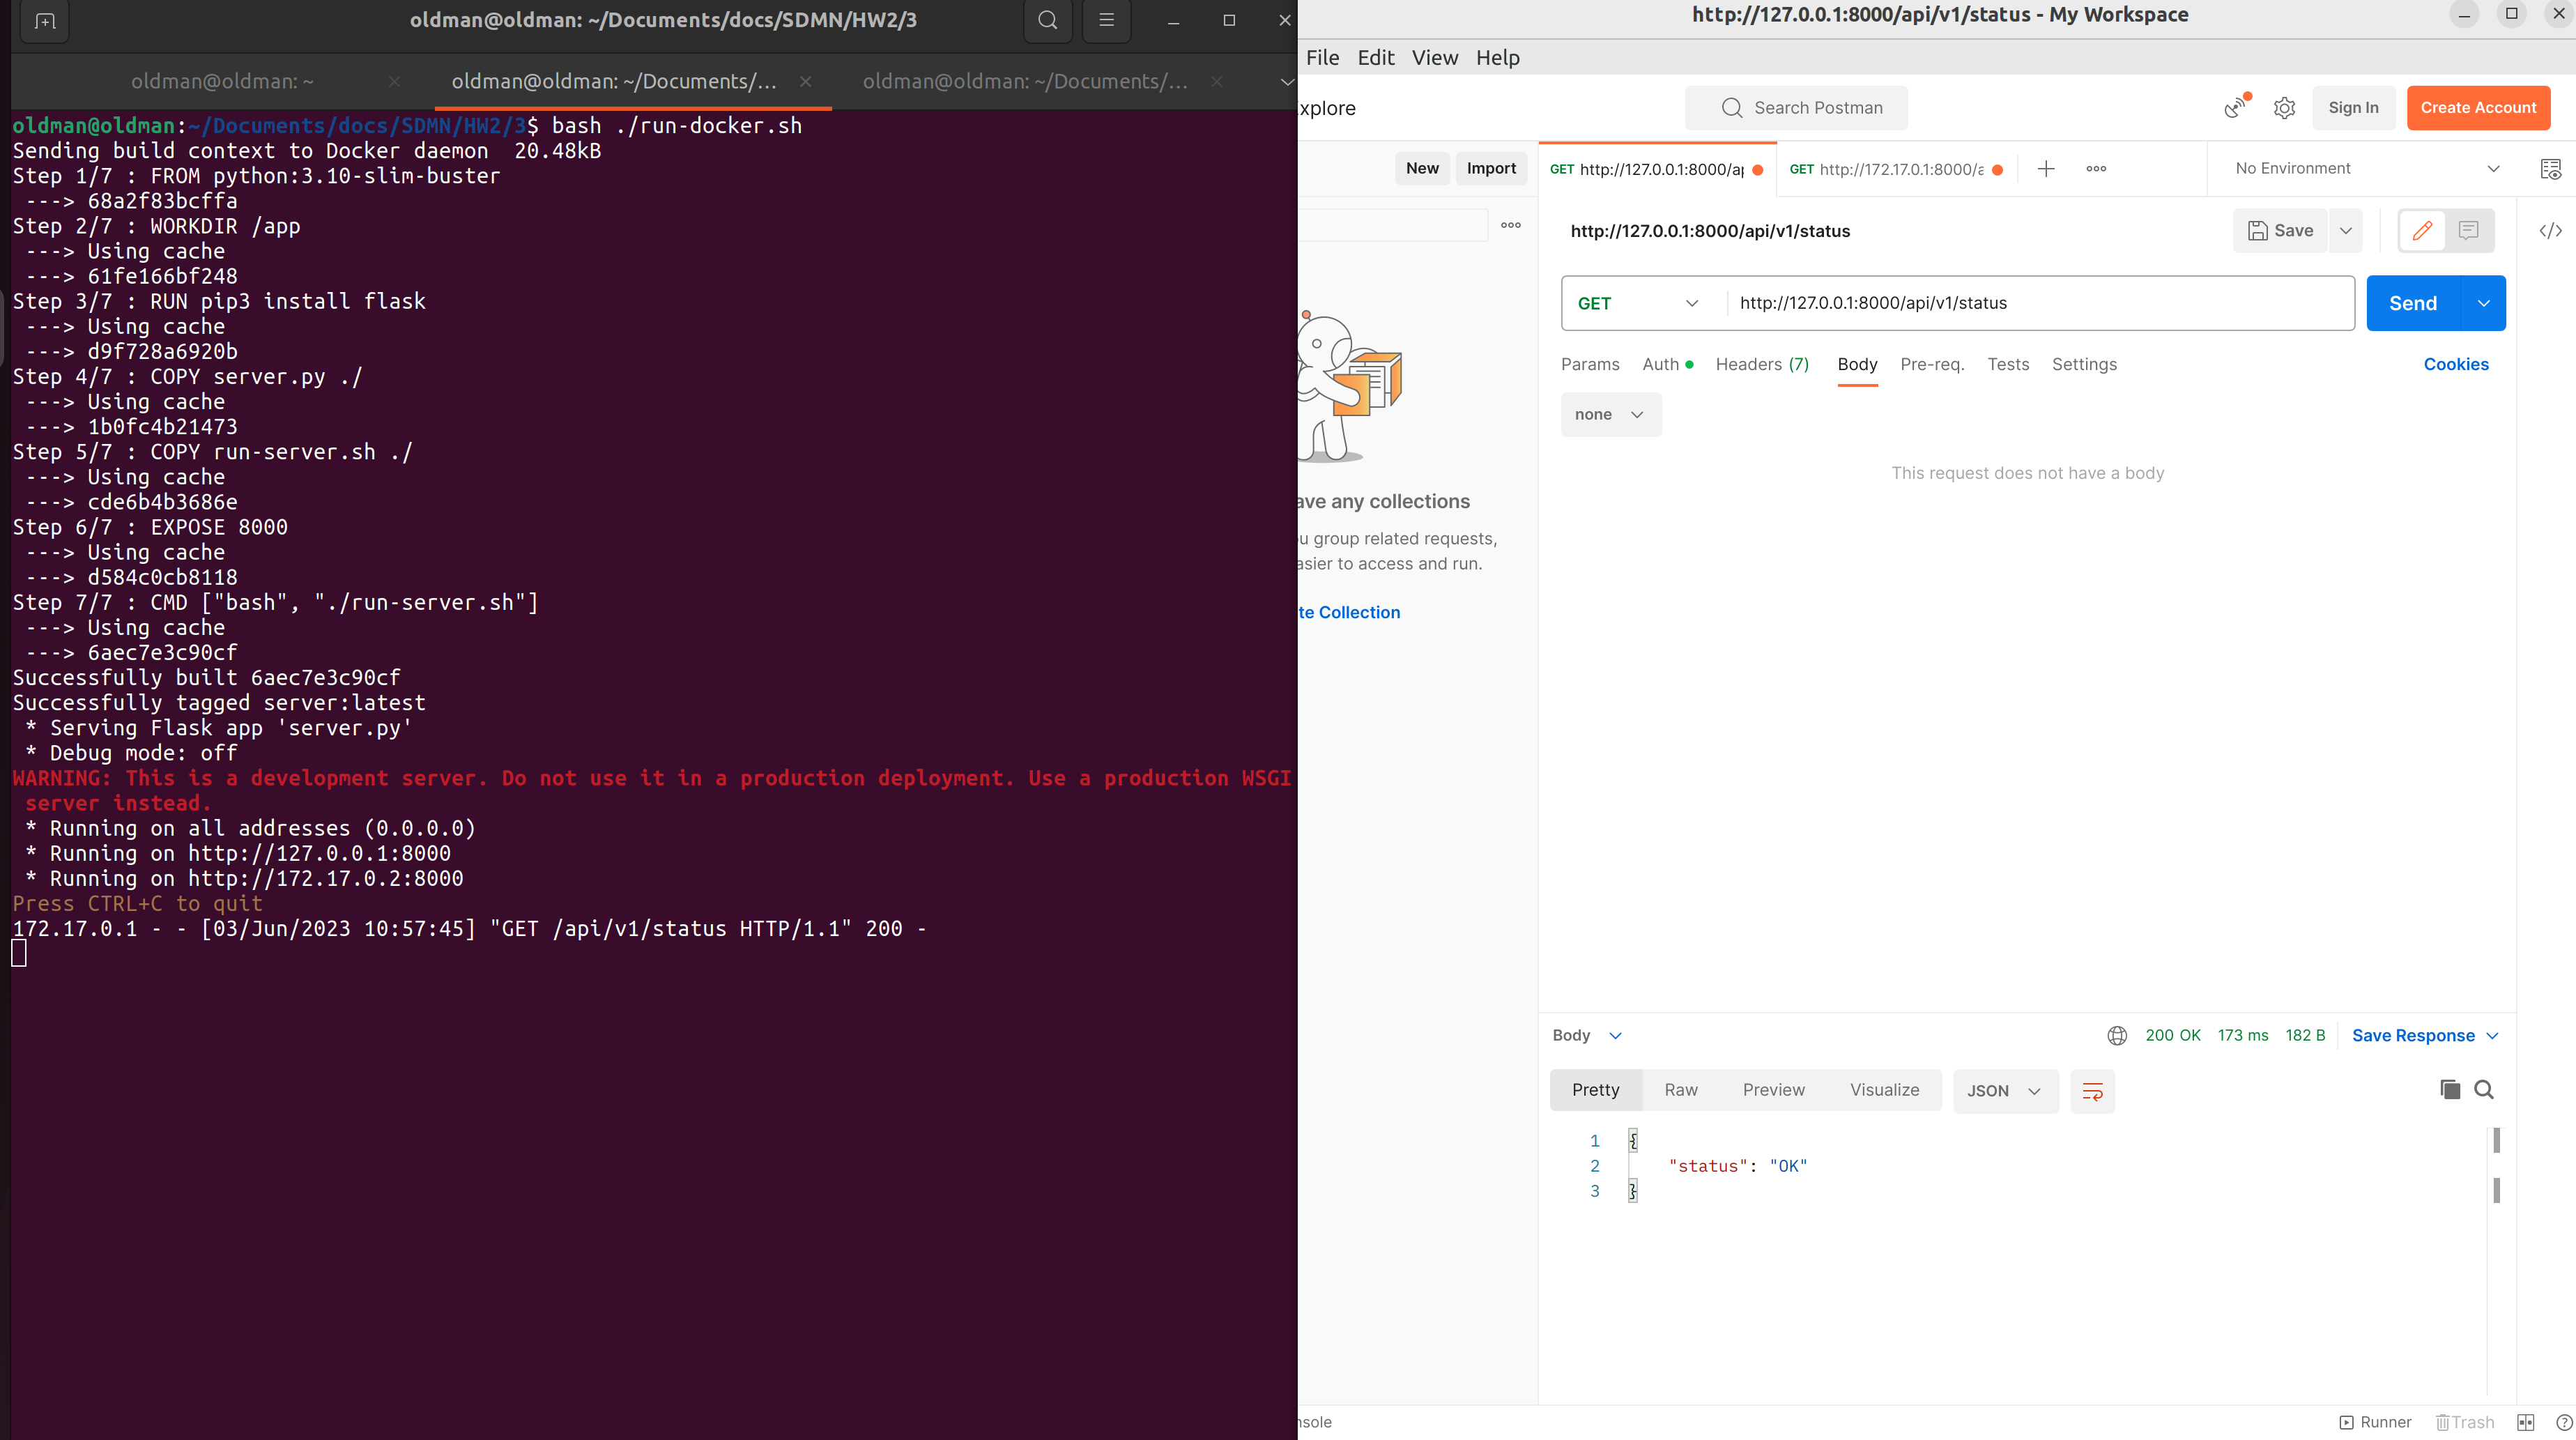 oldman@oldman: ~/Documents/docs/SDMN/HW2/3
oldman@oldman: ~
oldman@oldman: ~/Documents/...
oldman@oldman: ~/Documents/...
oldman@oldman:~/Documents/docs/SDMN/HW2/3$ bash ./run-docker.sh
Sending build context to Docker daemon  20.48kB
Step 1/7 : FROM python:3.10-slim-buster
 ---> 68a2f83bcffa
Step 2/7 : WORKDIR /app
 ---> Using cache
 ---> 61fe166bf248
Step 3/7 : RUN pip3 install flask
 ---> Using cache
 ---> d9f728a6920b
Step 4/7 : COPY server.py ./
 ---> Using cache
 ---> 1b0fc4b21473
Step 5/7 : COPY run-server.sh ./
 ---> Using cache
 ---> cde6b4b3686e
Step 6/7 : EXPOSE 8000
 ---> Using cache
 ---> d584c0cb8118
Step 7/7 : CMD ["bash", "./run-server.sh"]
 ---> Using cache
 ---> 6aec7e3c90cf
Successfully built 6aec7e3c90cf
Successfully tagged server:latest
 * Serving Flask app 'server.py'
 * Debug mode: off
WARNING: This is a development server. Do not use it in a production deployment. Use a production WSGI
 server instead.
 * Running on all addresses (0.0.0.0)
 * Running on http://127.0.0.1:8000
 * Running on http://172.17.0.2:8000
Press CTRL+C to quit
172.17.0.1 - - [03/Jun/2023 10:57:45] "GET /api/v1/status HTTP/1.1" 200 -
http://127.0.0.1:8000/api/v1/status - My Workspace
File Edit View Help
xplore
Search Postman
Sign In
Create Account
New
Import
GET http://127.0.0.1:8000/ap
GET http://172.17.0.1:8000/a
No Environment
http://127.0.0.1:8000/api/v1/status
Save
GET
http://127.0.0.1:8000/api/v1/status
Send
Params Auth Headers (7) Body Pre-req. Tests Settings
Cookies
none
This request does not have a body
ave any collections
u group related requests,
asier to access and run.
te Collection
Body
200 OK 173 ms 182 B
Save Response
Pretty Raw Preview Visualize
JSON
1 {
2 "status": "OK"
3 }
nsole
Runner
Trash